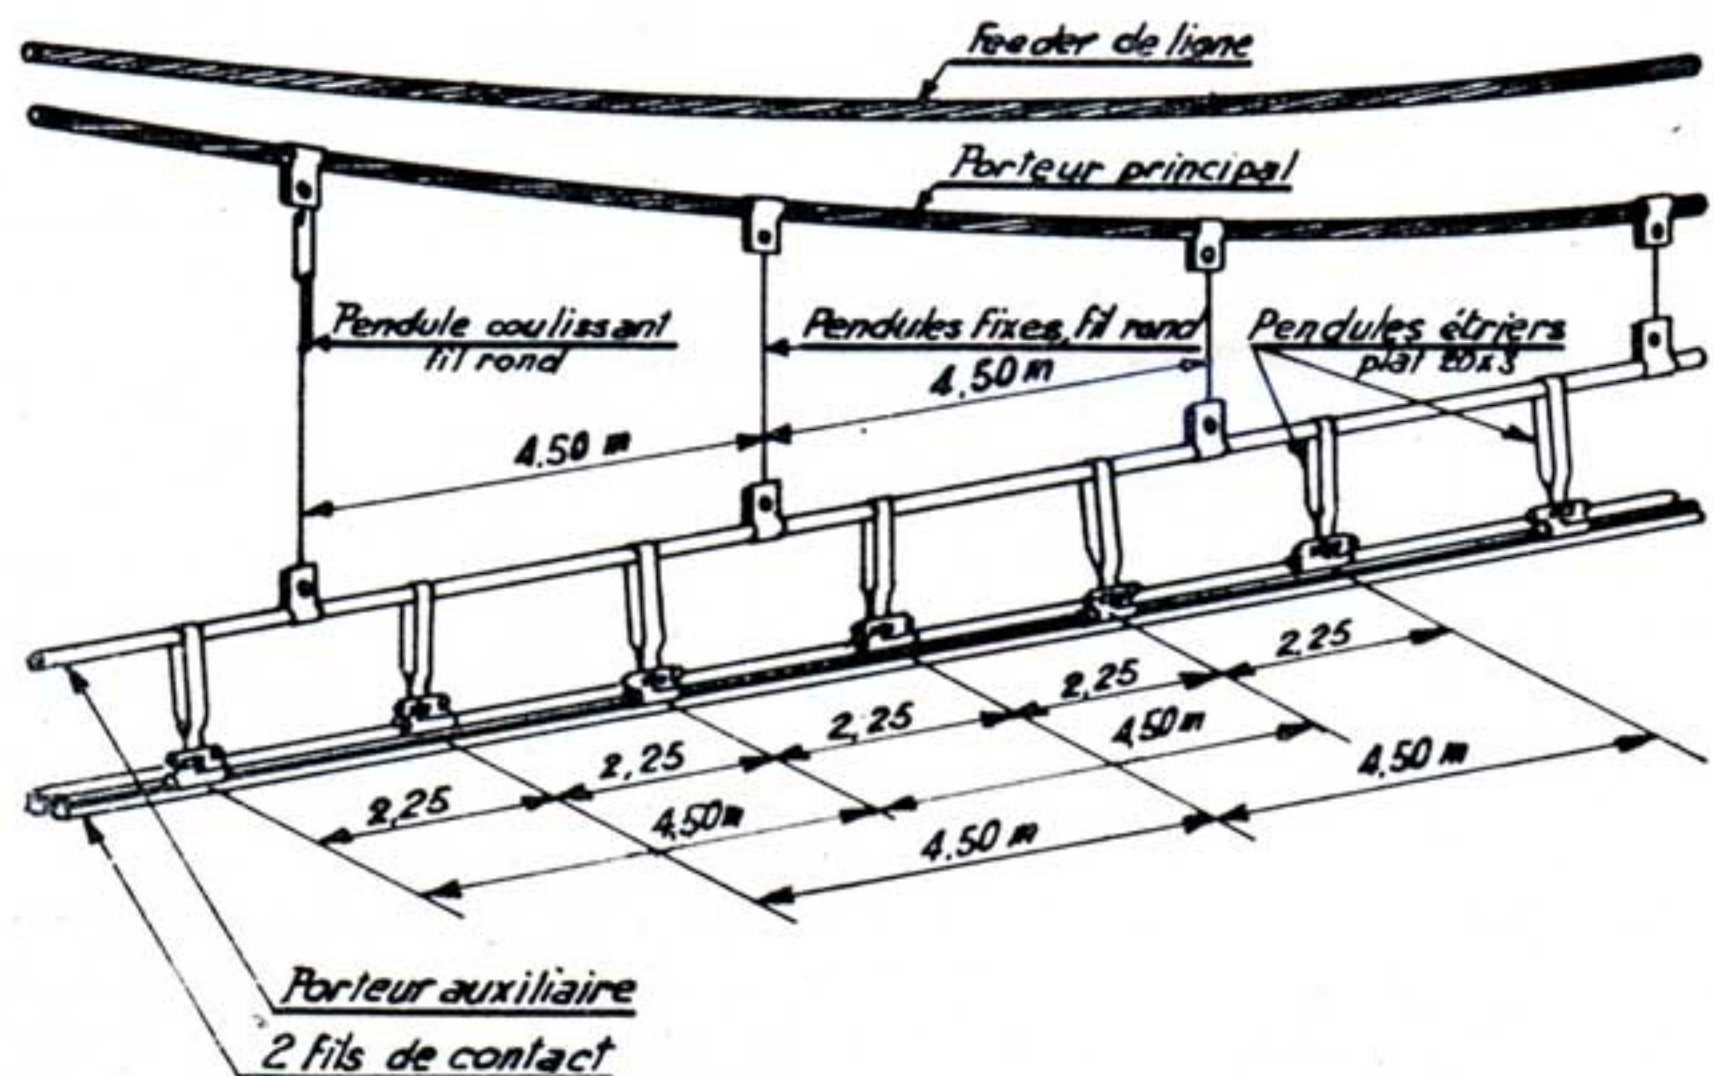 Feeder de ligne
Porteur principal
Pendule coulissant
fil rond
Pendules fixes, fil rond
Pendules étriers
plat 20x3
4.50 m
4.50 m
2,25
2,25
2,25
2,25
2,25
4,50 m
4,50 m
4.50 m
4.50 m
Porteur auxiliaire
2 fils de contact